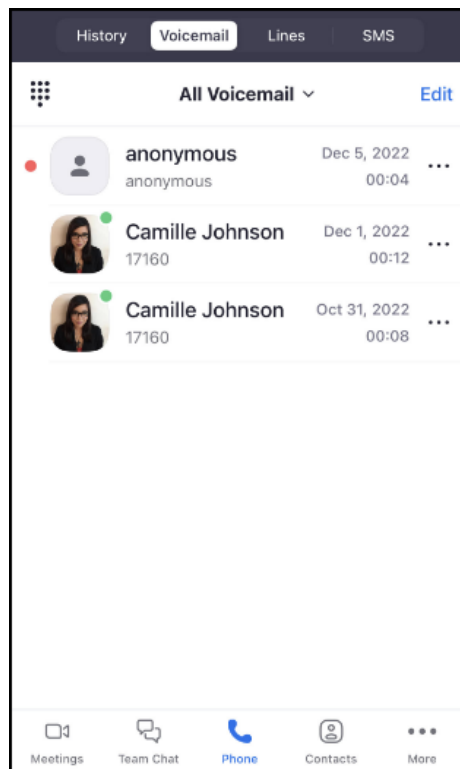 History Voicemail Lines SMS
All Voicemail Edit
anonymous Dec 5, 2022
anonymous 00:04
Camille Johnson Dec 1, 2022
17160 00:12
Camille Johnson Oct 31, 2022
17160 00:08
Meetings Team Chat Phone Contacts More